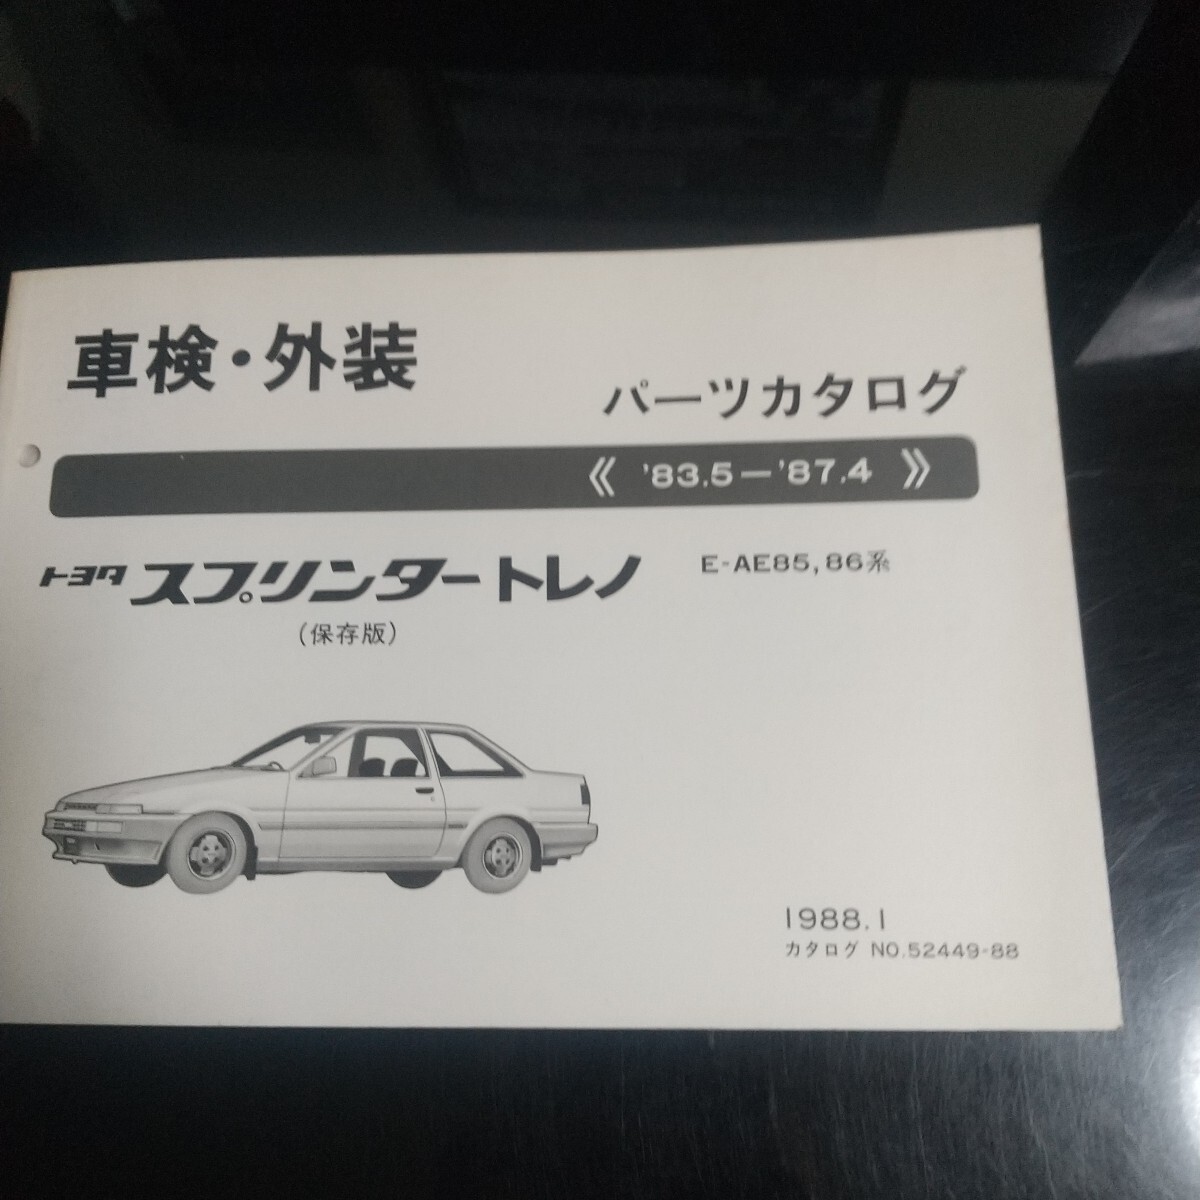 車検・外装
パーツカタログ
《 '83.5－'87.4 》
トヨタ スプリンタートレノ E-AE85,86系
(保存版)
1988.1
カタログ NO.52449-88